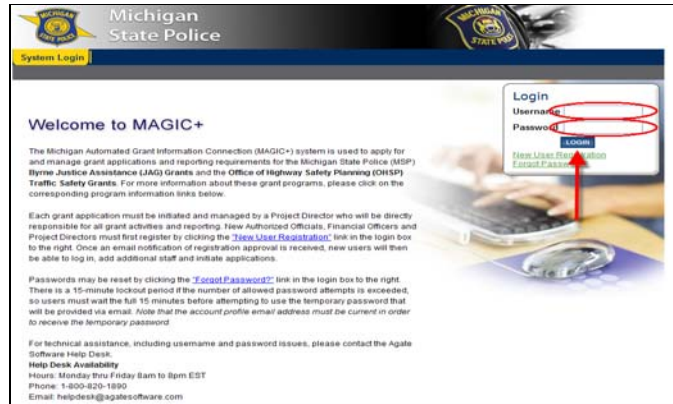 Michigan
State Police
System Login
Login
Username
Password
LOGIN
New User Registration
Forgot Password?
Welcome to MAGIC+
The Michigan Automated Grant Information Connection (MAGIC+) system is used to apply for
and manage grant applications and reporting requirements for the Michigan State Police (MSP)
Byrne Justice Assistance (JAG) Grants and the Office of Highway Safety Planning (OHSP)
Traffic Safety Grants. For more information about these grant programs, please click on the
corresponding program information links below.
Each grant application must be initiated and managed by a Project Director who will be directly
responsible for all grant activities and reporting. New Authorized Officials, Financial Officers and
Project Directors must first register by clicking the "New User Registration" link in the login box
to the right. Once an email notification of registration approval is received, new users will then
be able to log in, add additional staff and initiate applications.
Passwords may be reset by clicking the "Forgot Password?" link in the login box to the right.
There is a 15-minute lockout period if the number of allowed password attempts is exceeded,
so users must wait the full 15 minutes before attempting to use the temporary password that
will be provided via email. Note that the account profile email address must be current in order
to receive the temporary password.
For technical assistance, including username and password issues, please contact the Agate
Software Help Desk.
Help Desk Availability
Hours: Monday thru Friday 8am to 8pm EST
Phone: 1-800-820-1890
Email: helpdesk@agatesoftware.com